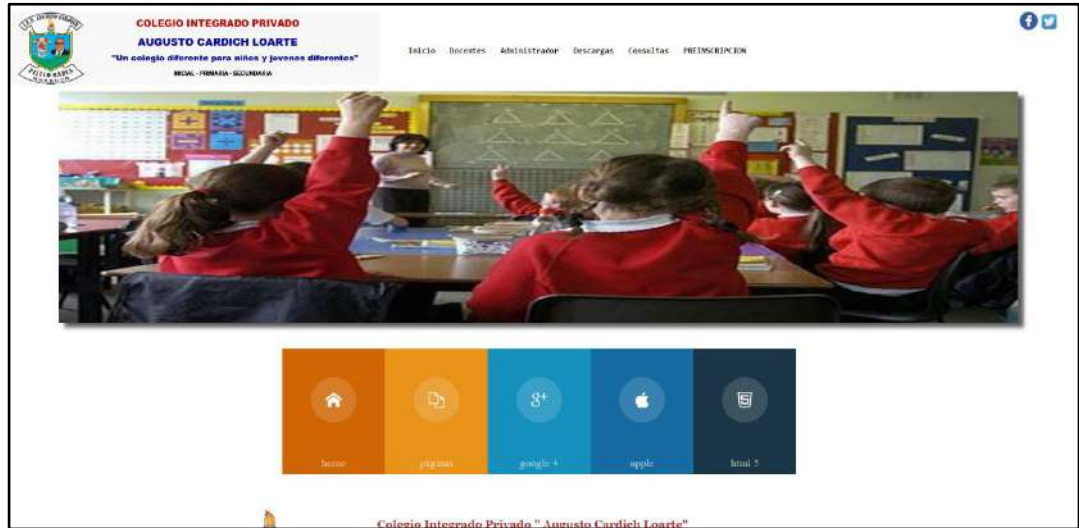 COLEGIO INTEGRADO PRIVADO
AUGUSTO CARDICH LOARTE
"Un colegio diferente para niños y jovenes diferentes"
INICIAL - PRIMARIA - SECUNDARIA
Inicio Docentes Administrador Descargas Consultas PREINSCRIPCION
home paginas google + apple html 5
Colegio Integrado Privado " Augusto Cardich Loarte"